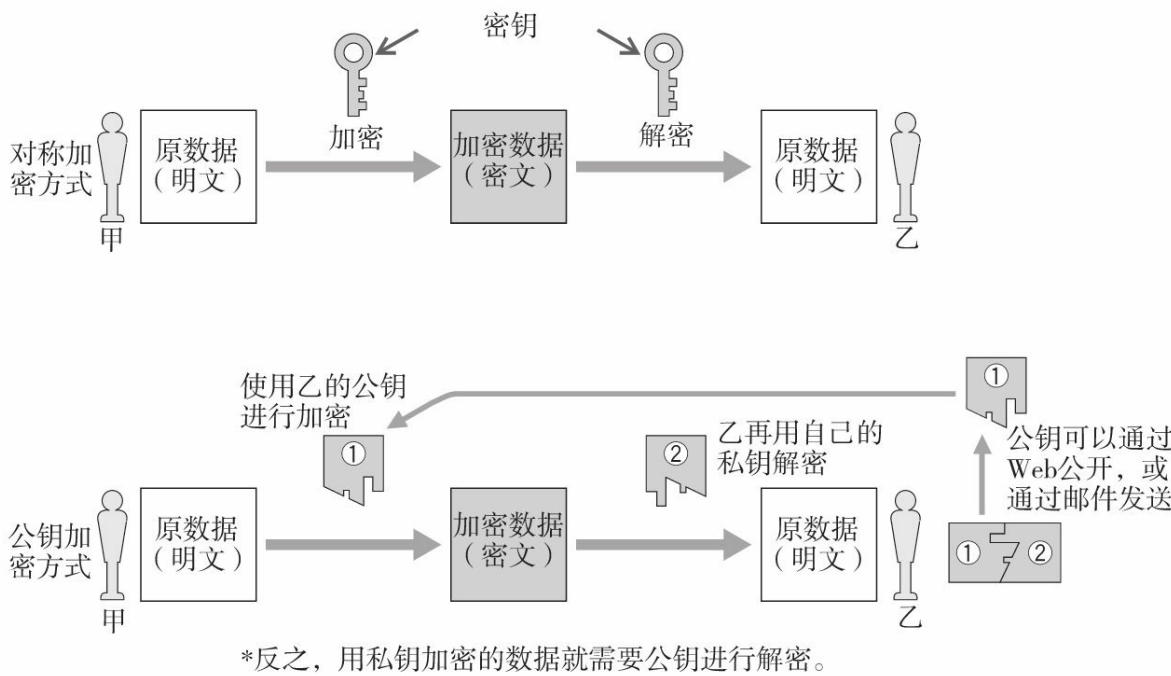 密钥
加密
解密
对称加
密方式
原数据
（明文）
加密数据
（密文）
原数据
（明文）
甲
乙
使用乙的公钥
进行加密
①
②
乙再用自己的
私钥解密
①
公钥可以通过
Web公开，或
通过邮件发送
公钥加
密方式
原数据
（明文）
加密数据
（密文）
原数据
（明文）
① ②
甲
乙
*反之，用私钥加密的数据就需要公钥进行解密。